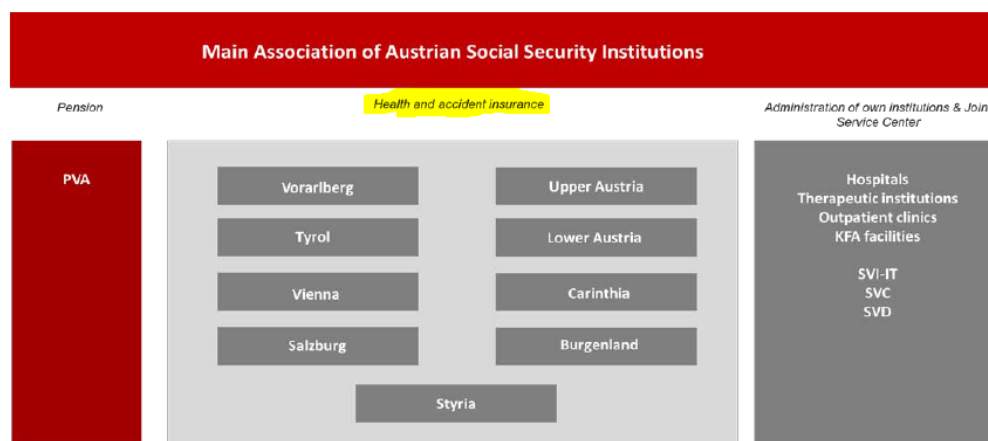 Main Association of Austrian Social Security Institutions
Pension
Health and accident insurance
Administration of own institutions & Join
Service Center
PVA
Vorarlberg
Upper Austria
Tyrol
Lower Austria
Vienna
Carinthia
Salzburg
Burgenland
Styria
Hospitals
Therapeutic institutions
Outpatient clinics
KFA facilities
SVI-IT
SVC
SVD